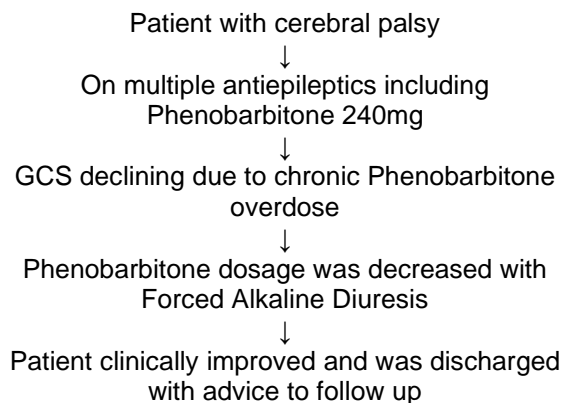 Patient with cerebral palsy
↓
On multiple antiepileptics including
Phenobarbitone 240mg
↓
GCS declining due to chronic Phenobarbitone
overdose
↓
Phenobarbitone dosage was decreased with
Forced Alkaline Diuresis
↓
Patient clinically improved and was discharged
with advice to follow up